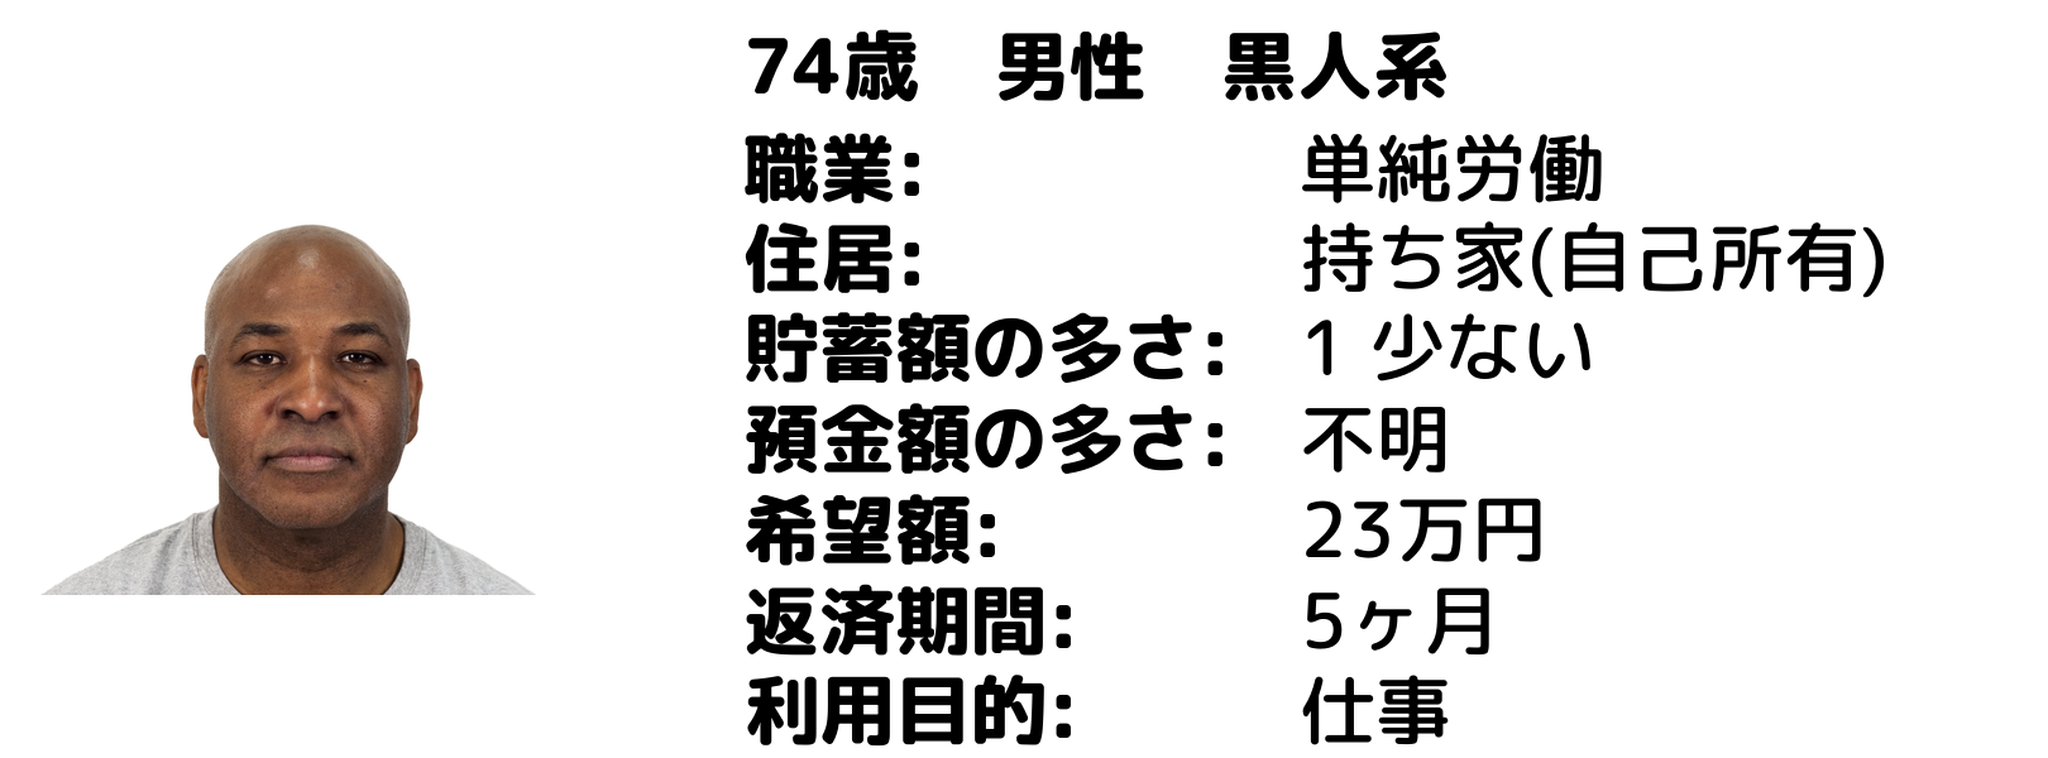 74歳　男性　黒人系
職業: 単純労働
住居: 持ち家(自己所有)
貯蓄額の多さ: 1 少ない
預金額の多さ: 不明
希望額: 23万円
返済期間: 5ヶ月
利用目的: 仕事